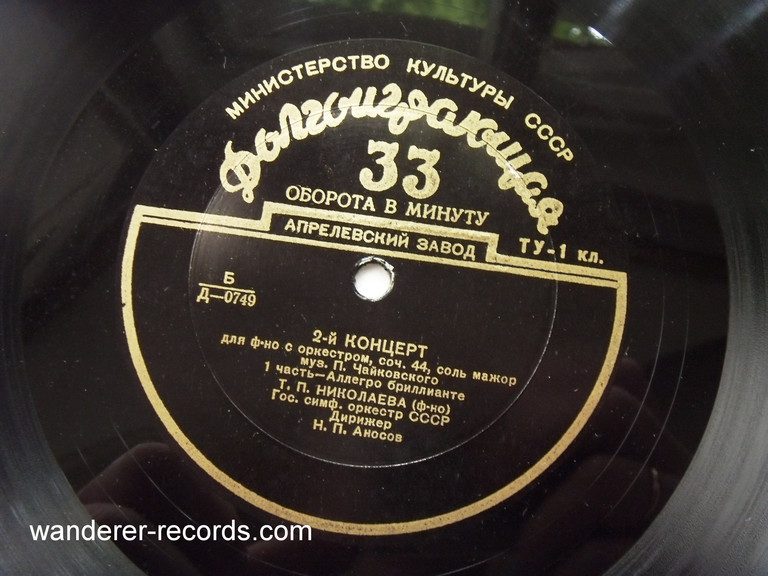 МИНИСТЕРСТВО КУЛЬТУРЫ СССР
Долгоиграющая
33
ОБОРОТА В МИНУТУ
АПРЕЛЕВСКИЙ ЗАВОД
ТУ-1 кл.
Б
Д—0749
2-й КОНЦЕРТ
для ф-но с оркестром, соч. 44, соль мажор
муз. П. Чайковского
1 часть—Аллегро бриллианте
Т. П. НИКОЛАЕВА (ф-но)
Гос. симф. оркестр СССР
Дирижер
Н. П. Аносов
wanderer-records.com